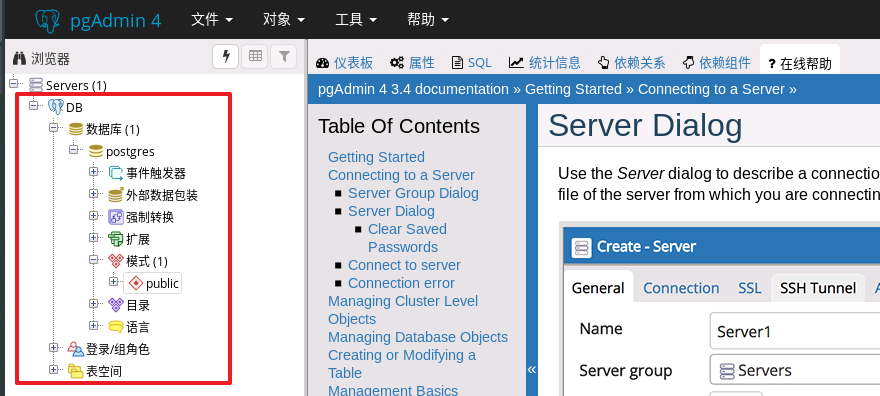 pgAdmin 4 文件 对象 工具 帮助
浏览器
仪表板 属性 SQL 统计信息 依赖关系 依赖组件 ? 在线帮助
Servers (1)
DB
数据库 (1)
postgres
事件触发器
外部数据包装
强制转换
扩展
模式 (1)
public
目录
语言
登录/组角色
表空间
pgAdmin 4 3.4 documentation » Getting Started » Connecting to a Server »
Table Of Contents
Getting Started
Connecting to a Server
Server Group Dialog
Server Dialog
Clear Saved
Passwords
Connect to server
Connection error
Managing Cluster Level
Objects
Managing Database Objects
Creating or Modifying a
Table
Management Basics
«
Server Dialog
Use the Server dialog to describe a connectio
file of the server from which you are connectin
Create - Server
General Connection SSL SSH Tunnel A
Name Server1
Server group Servers